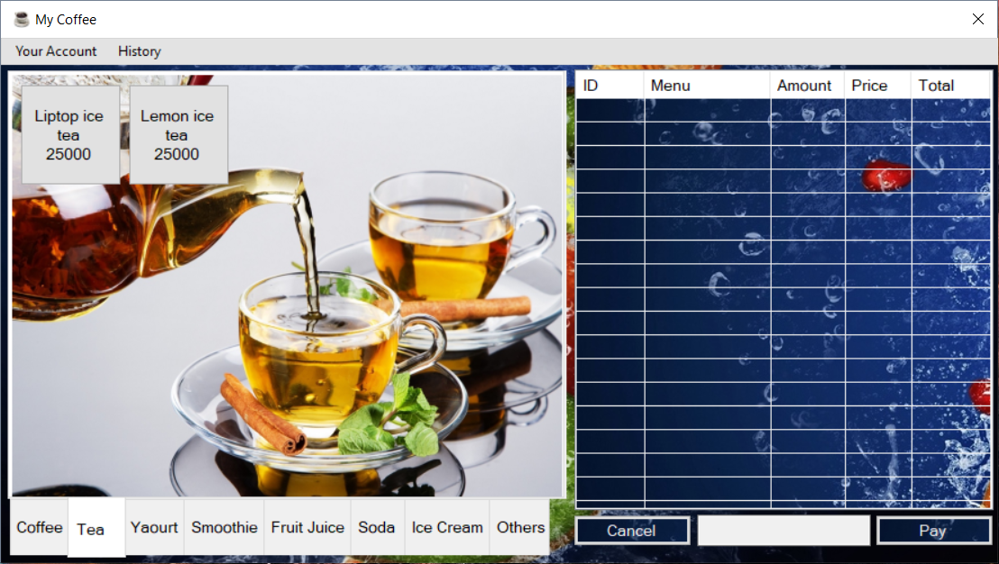 My Coffee
Your Account History
Liptop ice
tea
25000
Lemon ice
tea
25000
ID Menu Amount Price Total
Coffee Tea Yaourt Smoothie Fruit Juice Soda Ice Cream Others
Cancel Pay